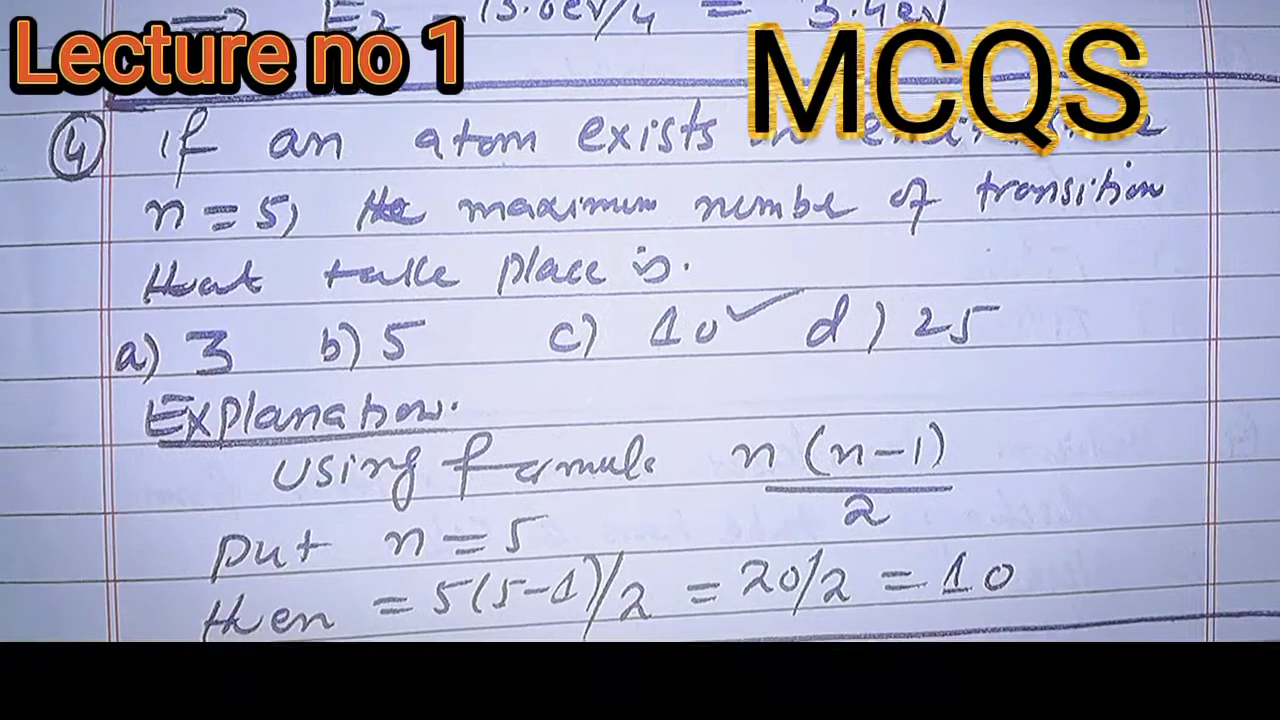 Lecture no 1
MCQS
E2 = 13.6ev/4 = 3.4ev
(4) if an atom exists in
n = 5, the maximum numbe of transition
that take place is.
a) 3 b) 5 c) 10 ✓ d) 25
Explanation.
Using formula n(n-1)
2
put n = 5
then = 5(5-1)/2 = 20/2 = 10